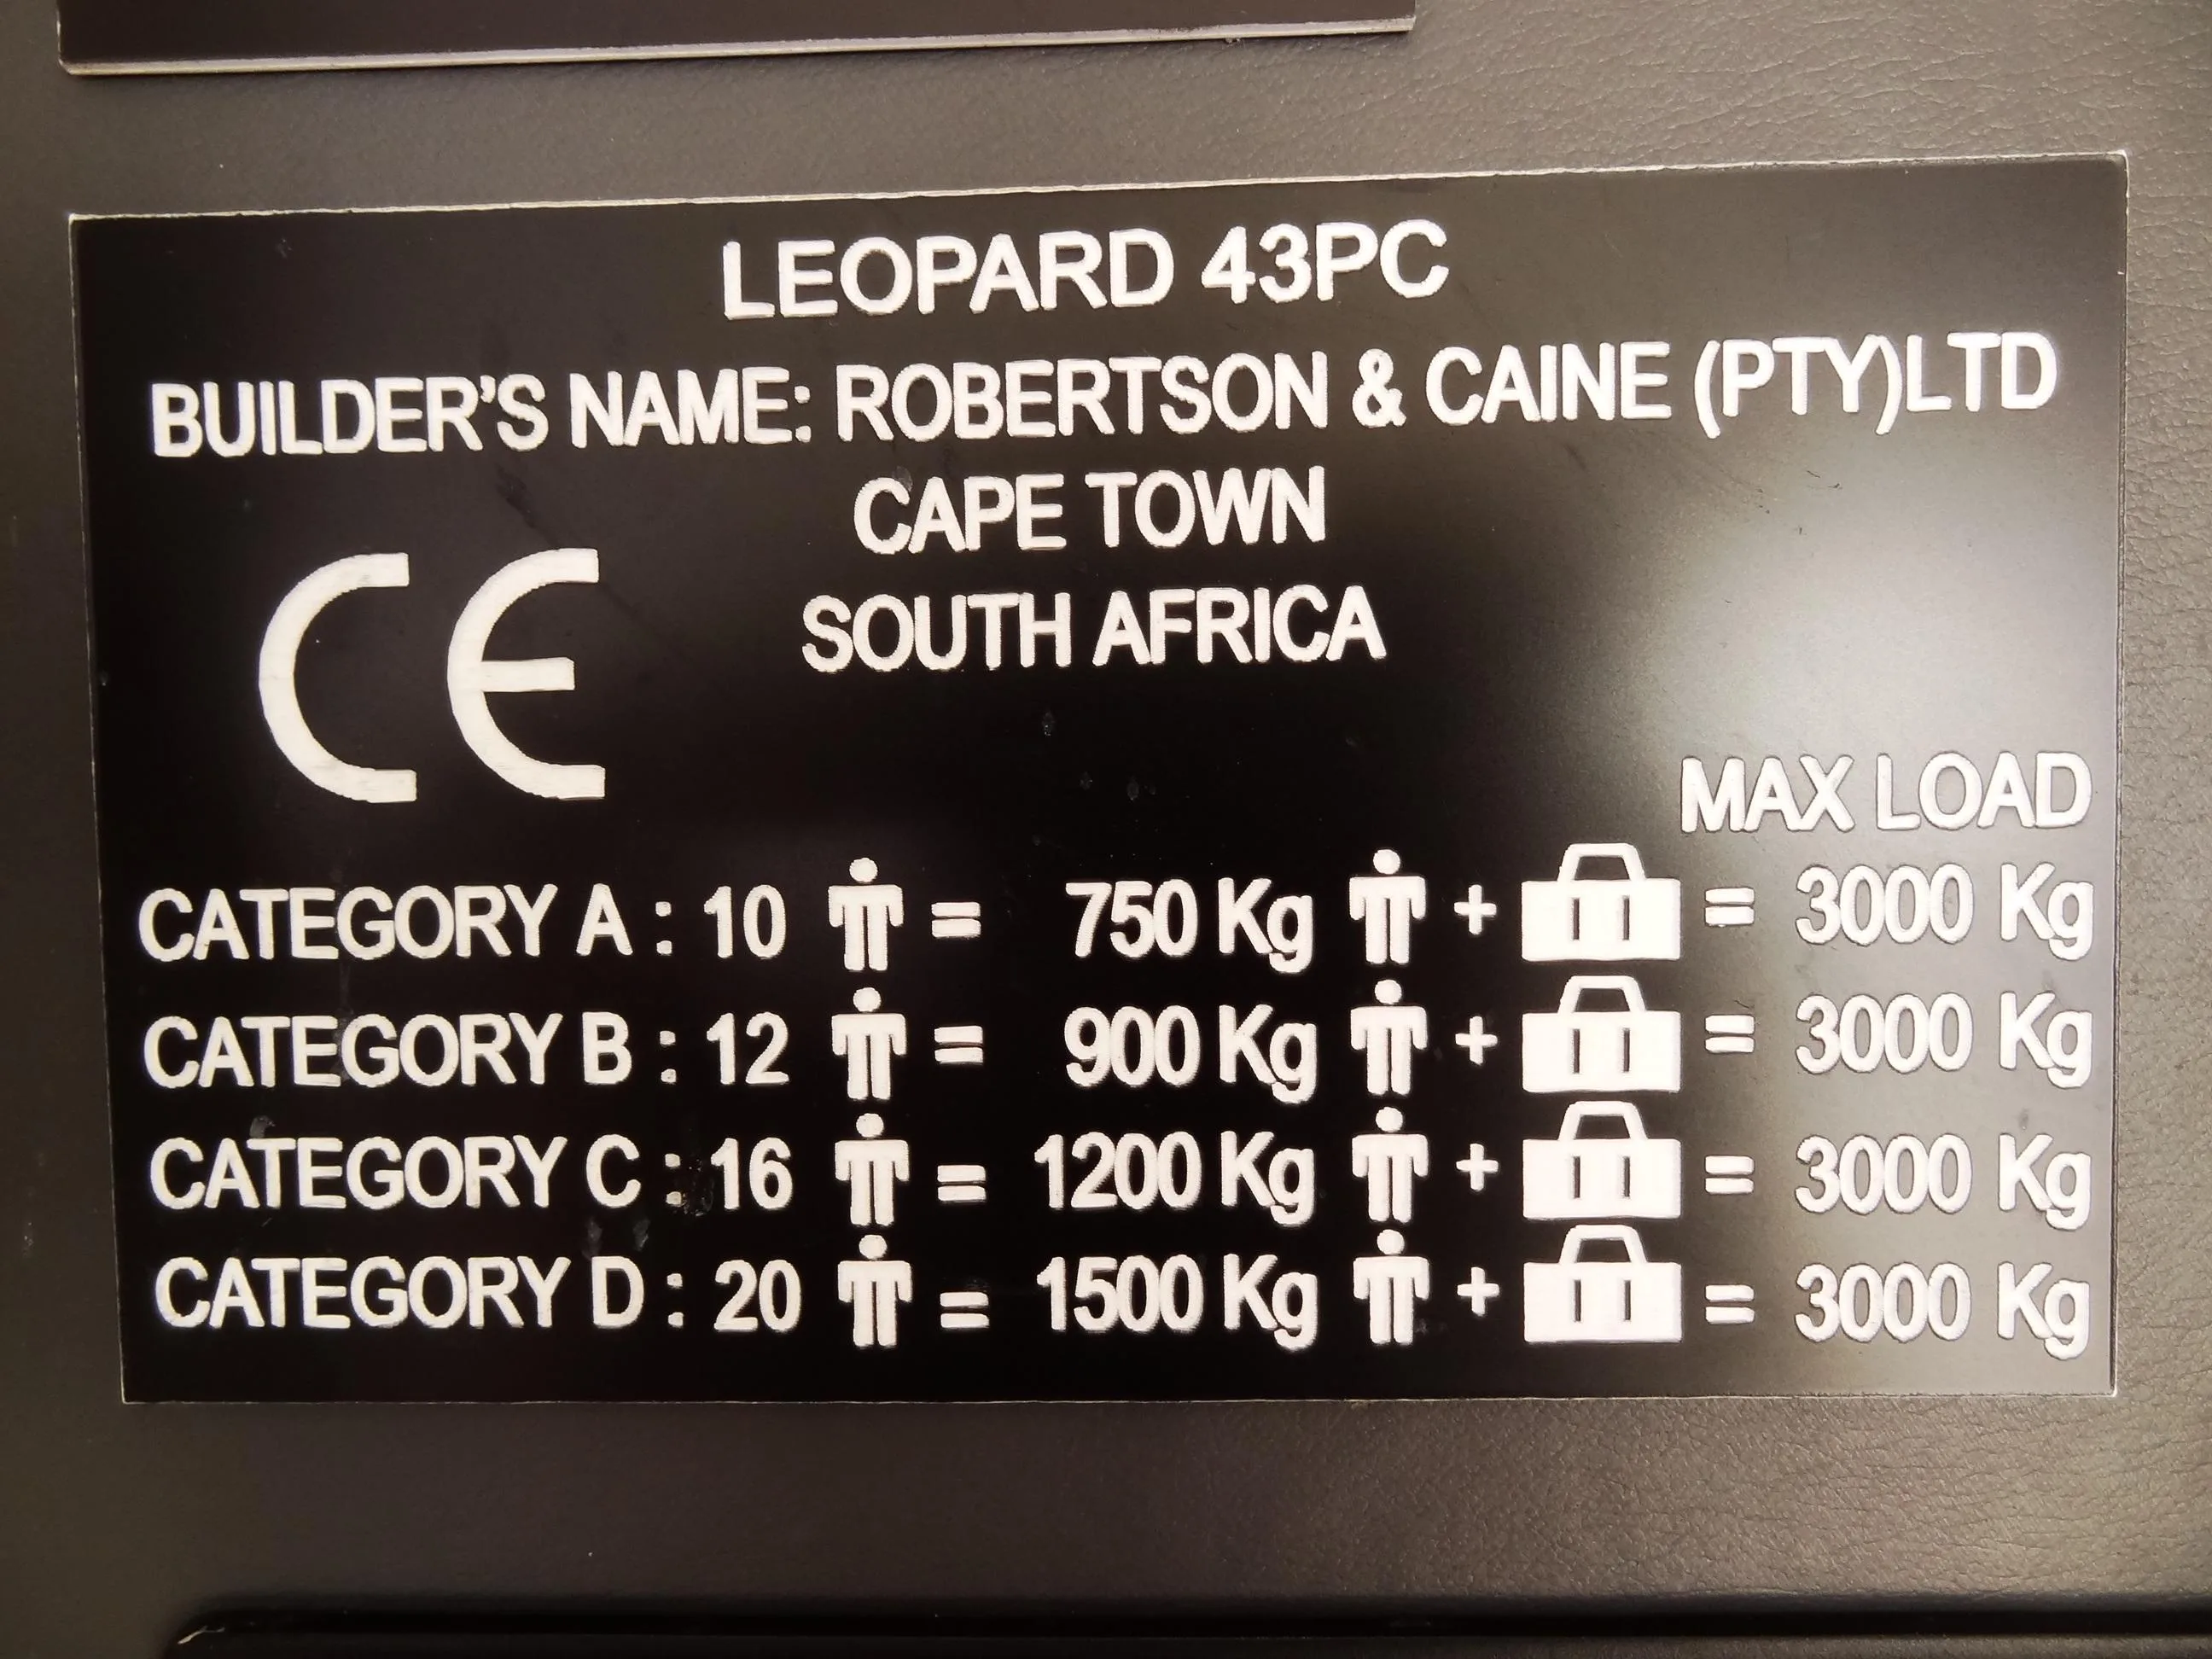 LEOPARD 43PC
BUILDER'S NAME: ROBERTSON & CAINE (PTY)LTD
CAPE TOWN
SOUTH AFRICA
CE
MAX LOAD
CATEGORY A : 10 = 750 Kg + = 3000 Kg
CATEGORY B : 12 = 900 Kg + = 3000 Kg
CATEGORY C : 16 = 1200 Kg + = 3000 Kg
CATEGORY D : 20 = 1500 Kg + = 3000 Kg